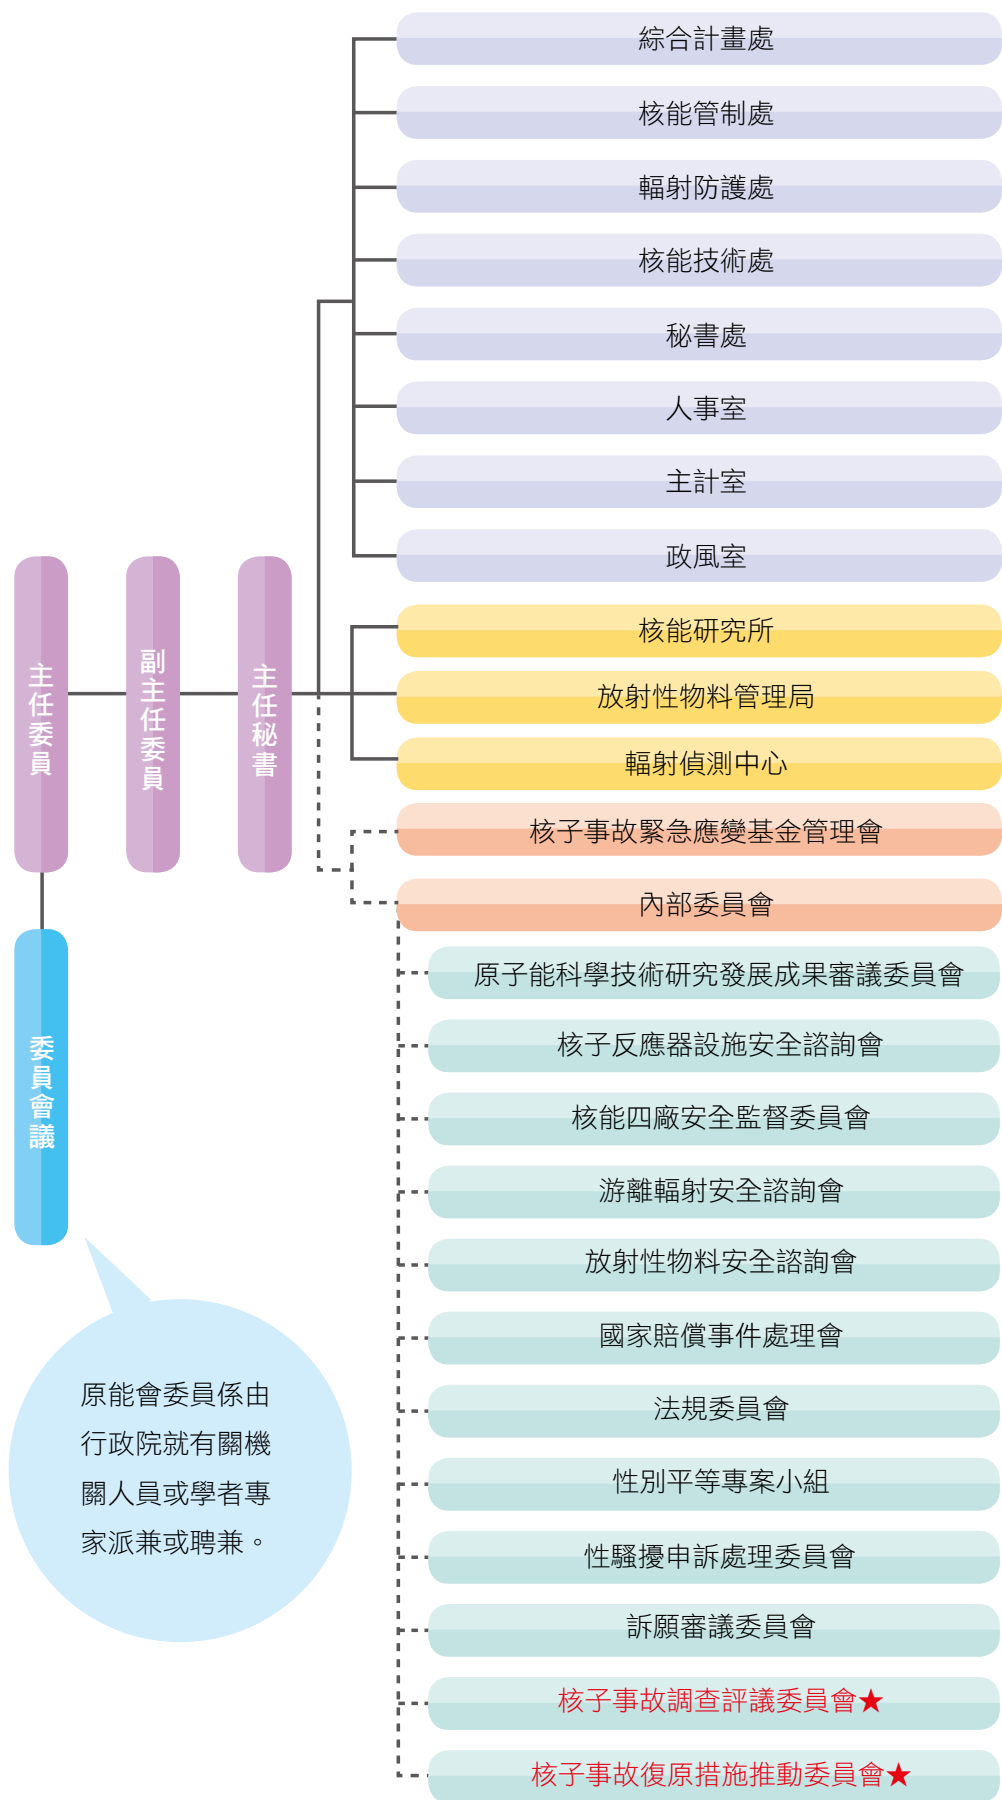 綜合計畫處
核能管制處
輻射防護處
核能技術處
秘書處
人事室
主計室
政風室
主任委員
副主任委員
主任秘書
核能研究所
放射性物料管理局
輻射偵測中心
核子事故緊急應變基金管理會
內部委員會
委員會議
原子能科學技術研究發展成果審議委員會
核子反應器設施安全諮詢會
核能四廠安全監督委員會
游離輻射安全諮詢會
放射性物料安全諮詢會
國家賠償事件處理會
法規委員會
性別平等專案小組
性騷擾申訴處理委員會
訴願審議委員會
核子事故調查評議委員會★
核子事故復原措施推動委員會★
原能會委員係由
行政院就有關機
關人員或學者專
家派兼或聘兼。